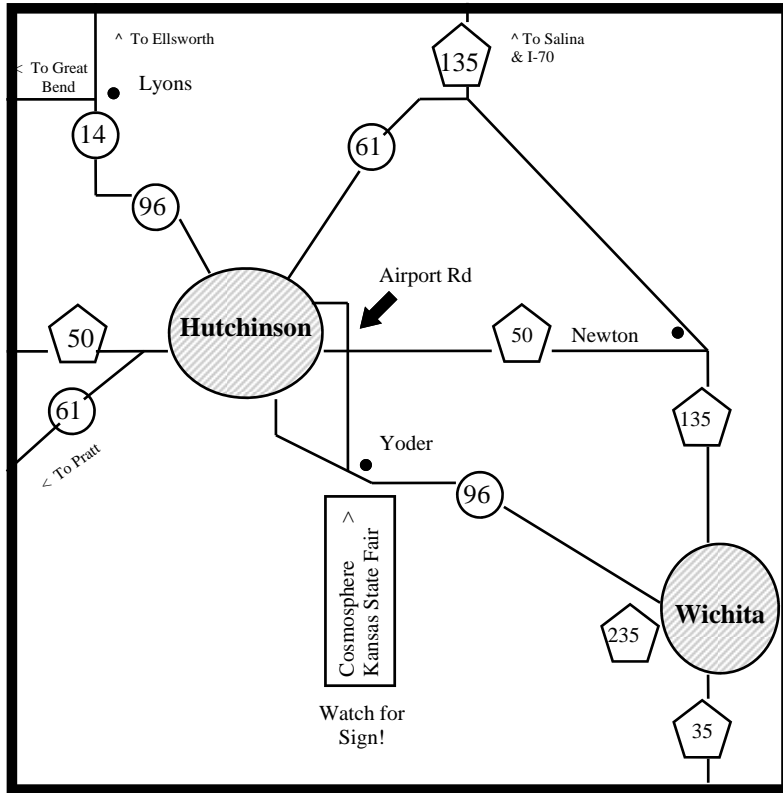 ^ To Ellsworth
^ To Salina
& I-70
135
< To Great
Bend
Lyons
14
61
96
Airport Rd
Hutchinson
50
50
Newton
61
135
< To Pratt
Yoder
96
Cosmosphere >
Kansas State Fair
Wichita
235
Watch for
Sign!
35